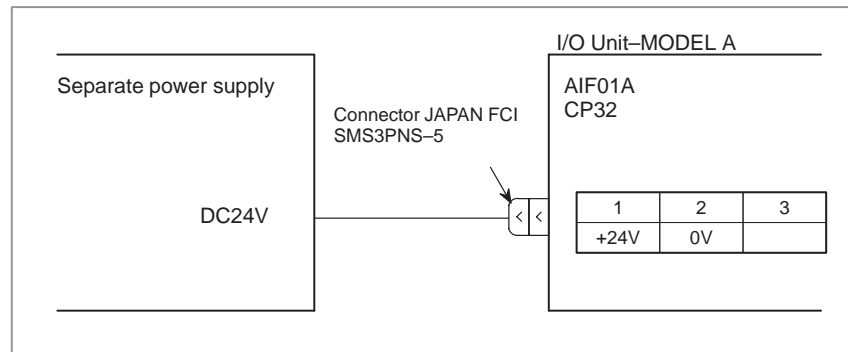 I/O Unit–MODEL A
Separate power supply
AIF01A
CP32
Connector JAPAN FCI
SMS3PNS–5
DC24V
1 2 3
+24V 0V